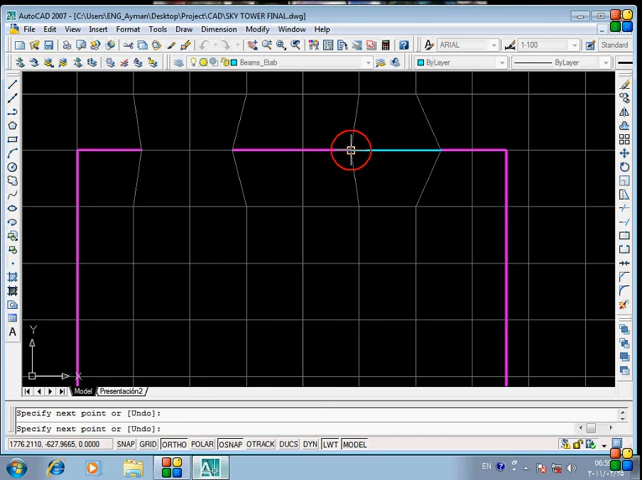 AutoCAD 2007 - [C:\Users\ENG_Ayman\Desktop\Project\CAD\SKY TOWER FINAL.dwg]
File Edit View Insert Format Tools Draw Dimension Modify Window Help
ARIAL 1-100 Standard
Beams_Etab ByLayer ByLayer
Y
X
A
Model Presentación2
Specify next point or [Undo]:
Specify next point or [Undo]:
1776.2110, -627.9665, 0.0000 SNAP GRID ORTHO POLAR OSNAP OTRACK DUCS DYN LWT MODEL
EN